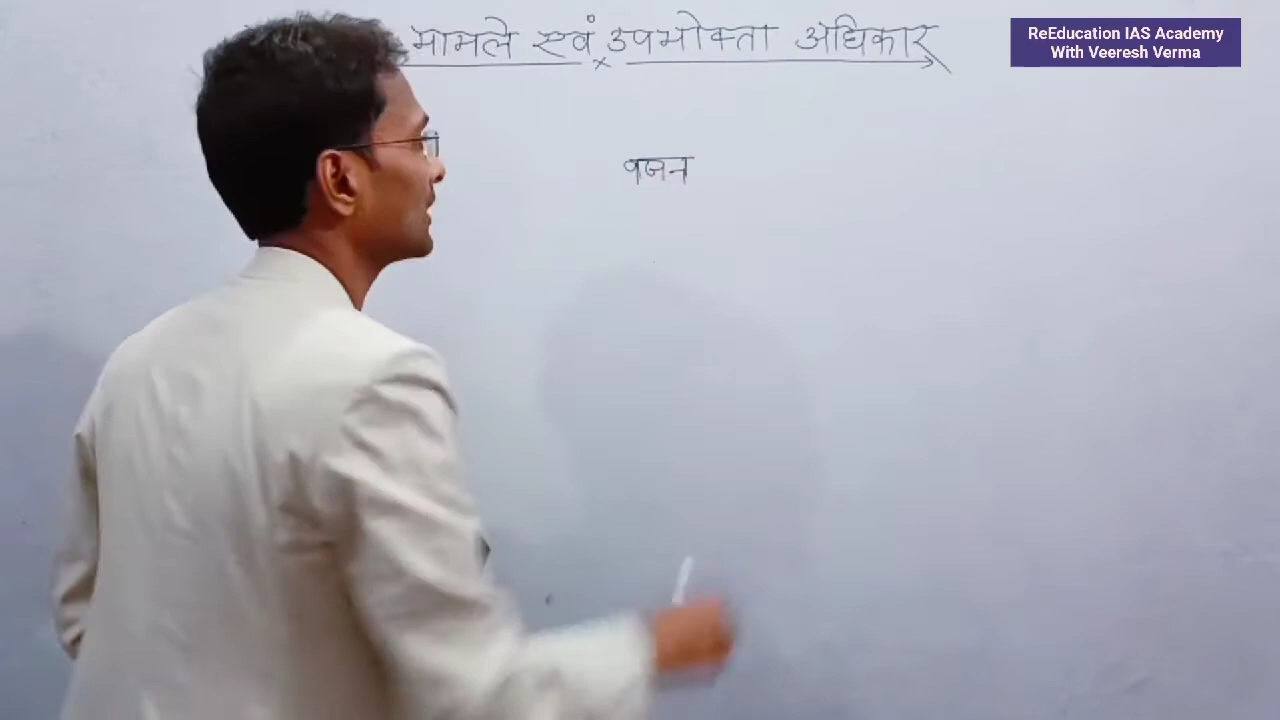 मामले एवं उपभोक्ता अधिकार
ReEducation IAS Academy
With Veeresh Verma
वजन